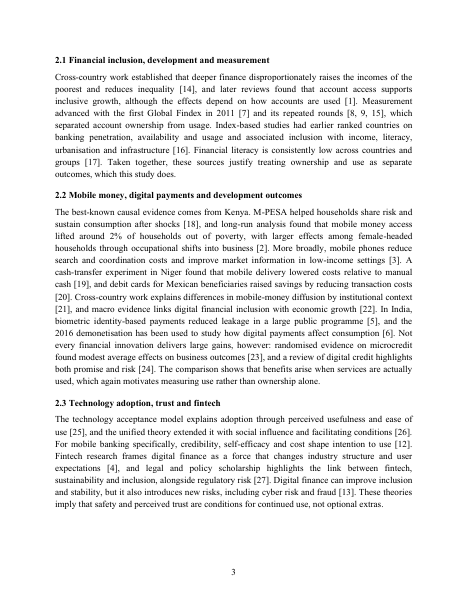 2.1 Financial inclusion, development and measurement
Cross-country work established that deeper finance disproportionately raises the incomes of the
poorest and reduces inequality [14], and later reviews found that account access supports
inclusive growth, although the effects depend on how accounts are used [1]. Measurement
advanced with the first Global Findex in 2011 [7] and its repeated rounds [8, 9, 15], which
separated account ownership from usage. Index-based studies had earlier ranked countries on
banking penetration, availability and usage and associated inclusion with income, literacy,
urbanisation and infrastructure [16]. Financial literacy is consistently low across countries and
groups [17]. Taken together, these sources justify treating ownership and use as separate
outcomes, which this study does.
2.2 Mobile money, digital payments and development outcomes
The best-known causal evidence comes from Kenya. M-PESA helped households share risk and
sustain consumption after shocks [18], and long-run analysis found that mobile money access
lifted around 2% of households out of poverty, with larger effects among female-headed
households through occupational shifts into business [2]. More broadly, mobile phones reduce
search and coordination costs and improve market information in low-income settings [3]. A
cash-transfer experiment in Niger found that mobile delivery lowered costs relative to manual
cash [19], and debit cards for Mexican beneficiaries raised savings by reducing transaction costs
[20]. Cross-country work explains differences in mobile-money diffusion by institutional context
[21], and macro evidence links digital financial inclusion with economic growth [22]. In India,
biometric identity-based payments reduced leakage in a large public programme [5], and the
2016 demonetisation has been used to study how digital payments affect consumption [6]. Not
every financial innovation delivers large gains, however: randomised evidence on microcredit
found modest average effects on business outcomes [23], and a review of digital credit highlights
both promise and risk [24]. The comparison shows that benefits arise when services are actually
used, which again motivates measuring use rather than ownership alone.
2.3 Technology adoption, trust and fintech
The technology acceptance model explains adoption through perceived usefulness and ease of
use [25], and the unified theory extended it with social influence and facilitating conditions [26].
For mobile banking specifically, credibility, self-efficacy and cost shape intention to use [12].
Fintech research frames digital finance as a force that changes industry structure and user
expectations [4], and legal and policy scholarship highlights the link between fintech,
sustainability and inclusion, alongside regulatory risk [27]. Digital finance can improve inclusion
and stability, but it also introduces new risks, including cyber risk and fraud [13]. These theories
imply that safety and perceived trust are conditions for continued use, not optional extras.
3